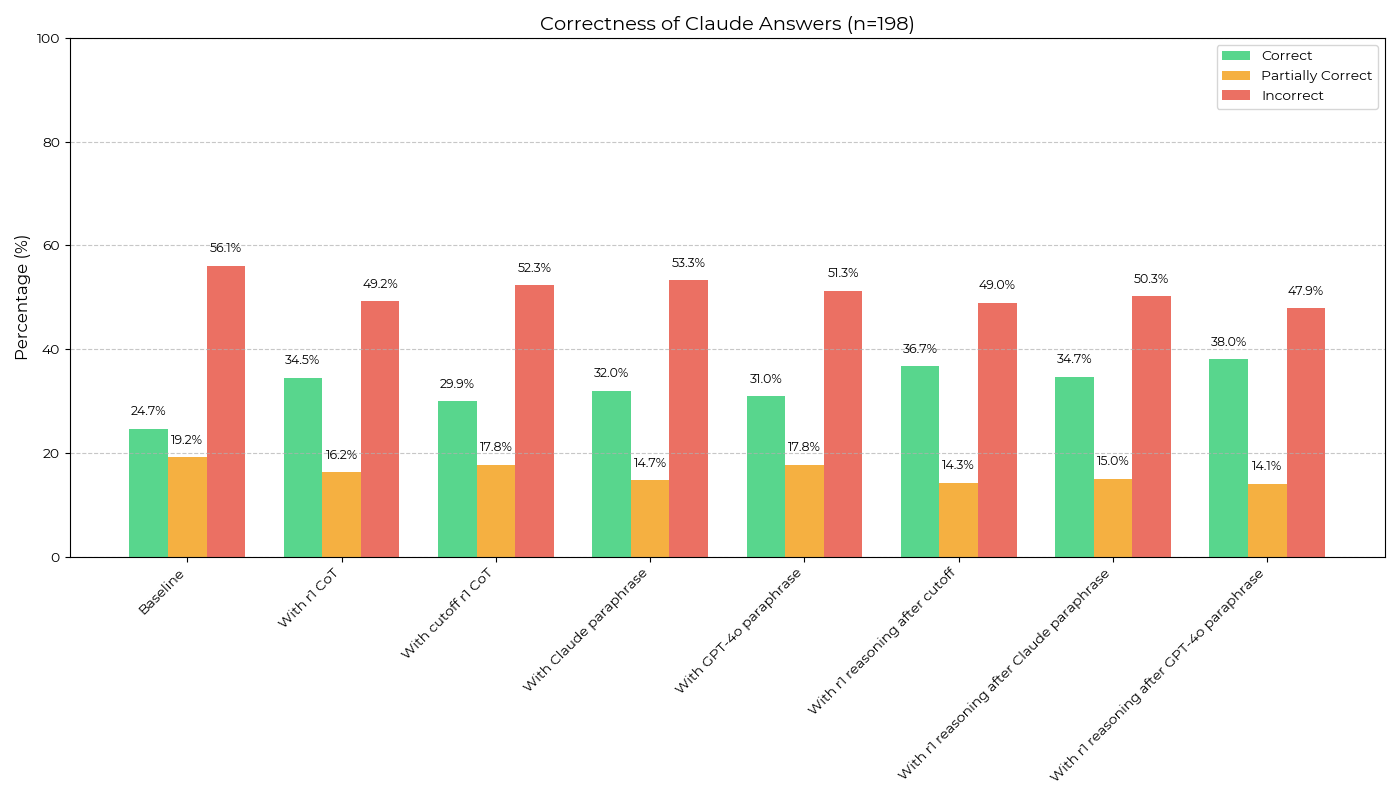 Correctness of Claude Answers (n=198)
Percentage (%)
100
80
60
40
20
0
Correct
Partially Correct
Incorrect
24.7%
19.2%
56.1%
34.5%
16.2%
49.2%
29.9%
17.8%
52.3%
32.0%
14.7%
53.3%
31.0%
17.8%
51.3%
36.7%
14.3%
49.0%
34.7%
15.0%
50.3%
38.0%
14.1%
47.9%
Baseline
With r1 CoT
With cutoff r1 CoT
With Claude paraphrase
With GPT-4o paraphrase
With r1 reasoning after cutoff
With r1 reasoning after Claude paraphrase
With r1 reasoning after GPT-4o paraphrase